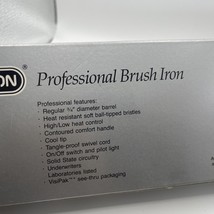 ON
Professional Brush Iron
Professional features:
- Regular ¾" diameter barrel
- Heat resistant soft ball-tipped bristles
- High/Low heat control
- Contoured comfort handle
- Cool tip
- Tangle-proof swivel cord
- On/Off switch and pilot light
- Solid State circuitry
- Underwriters
Laboratories listed
- VisiPak™ see-thru packaging